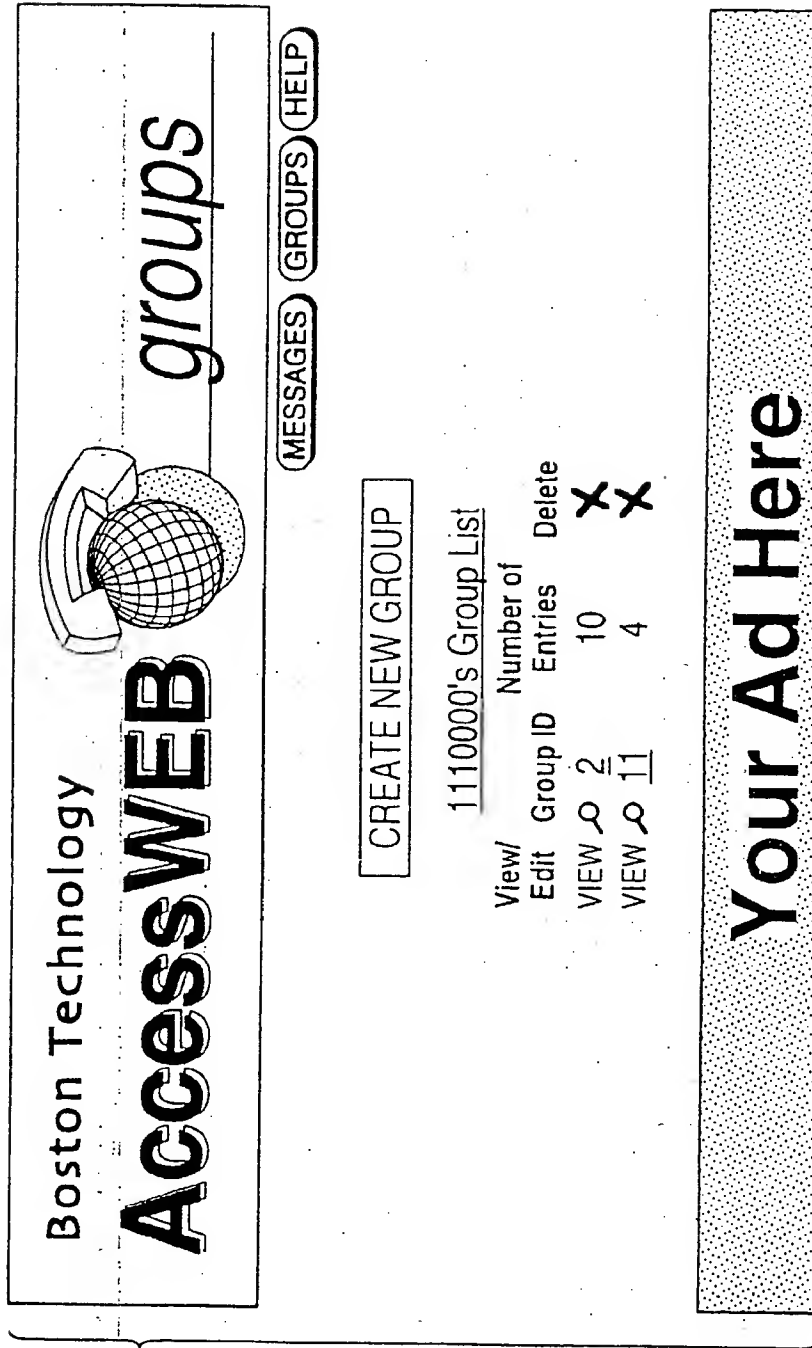 Boston Technology
AccessWEB groups
MESSAGES GROUPS HELP
CREATE NEW GROUP
1110000's Group List
View/ Number of
Edit Group ID Entries Delete
VIEW 2 10 X
VIEW 11 4 X
Your Ad Here